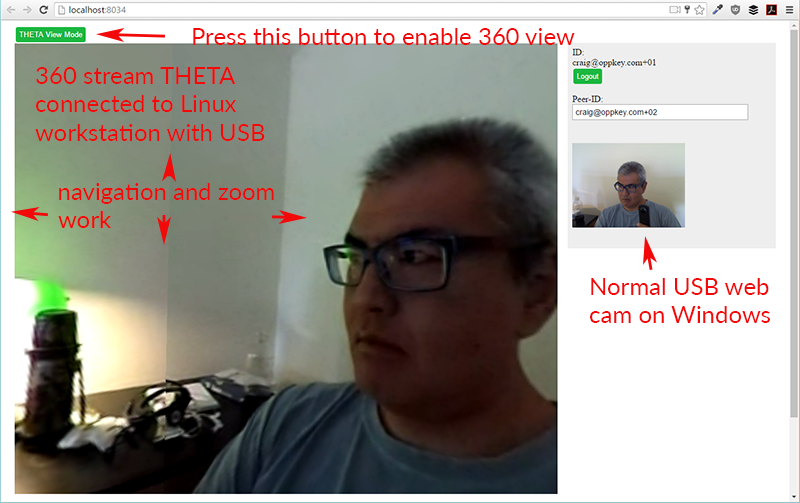 localhost:8034
THETA View Mode
Press this button to enable 360 view
360 stream THETA
connected to Linux
workstation with USB
navigation and zoom
work
ID:
craig@oppkey.com+01
Logout
Peer-ID:
craig@oppkey.com+02
Normal USB web
cam on Windows